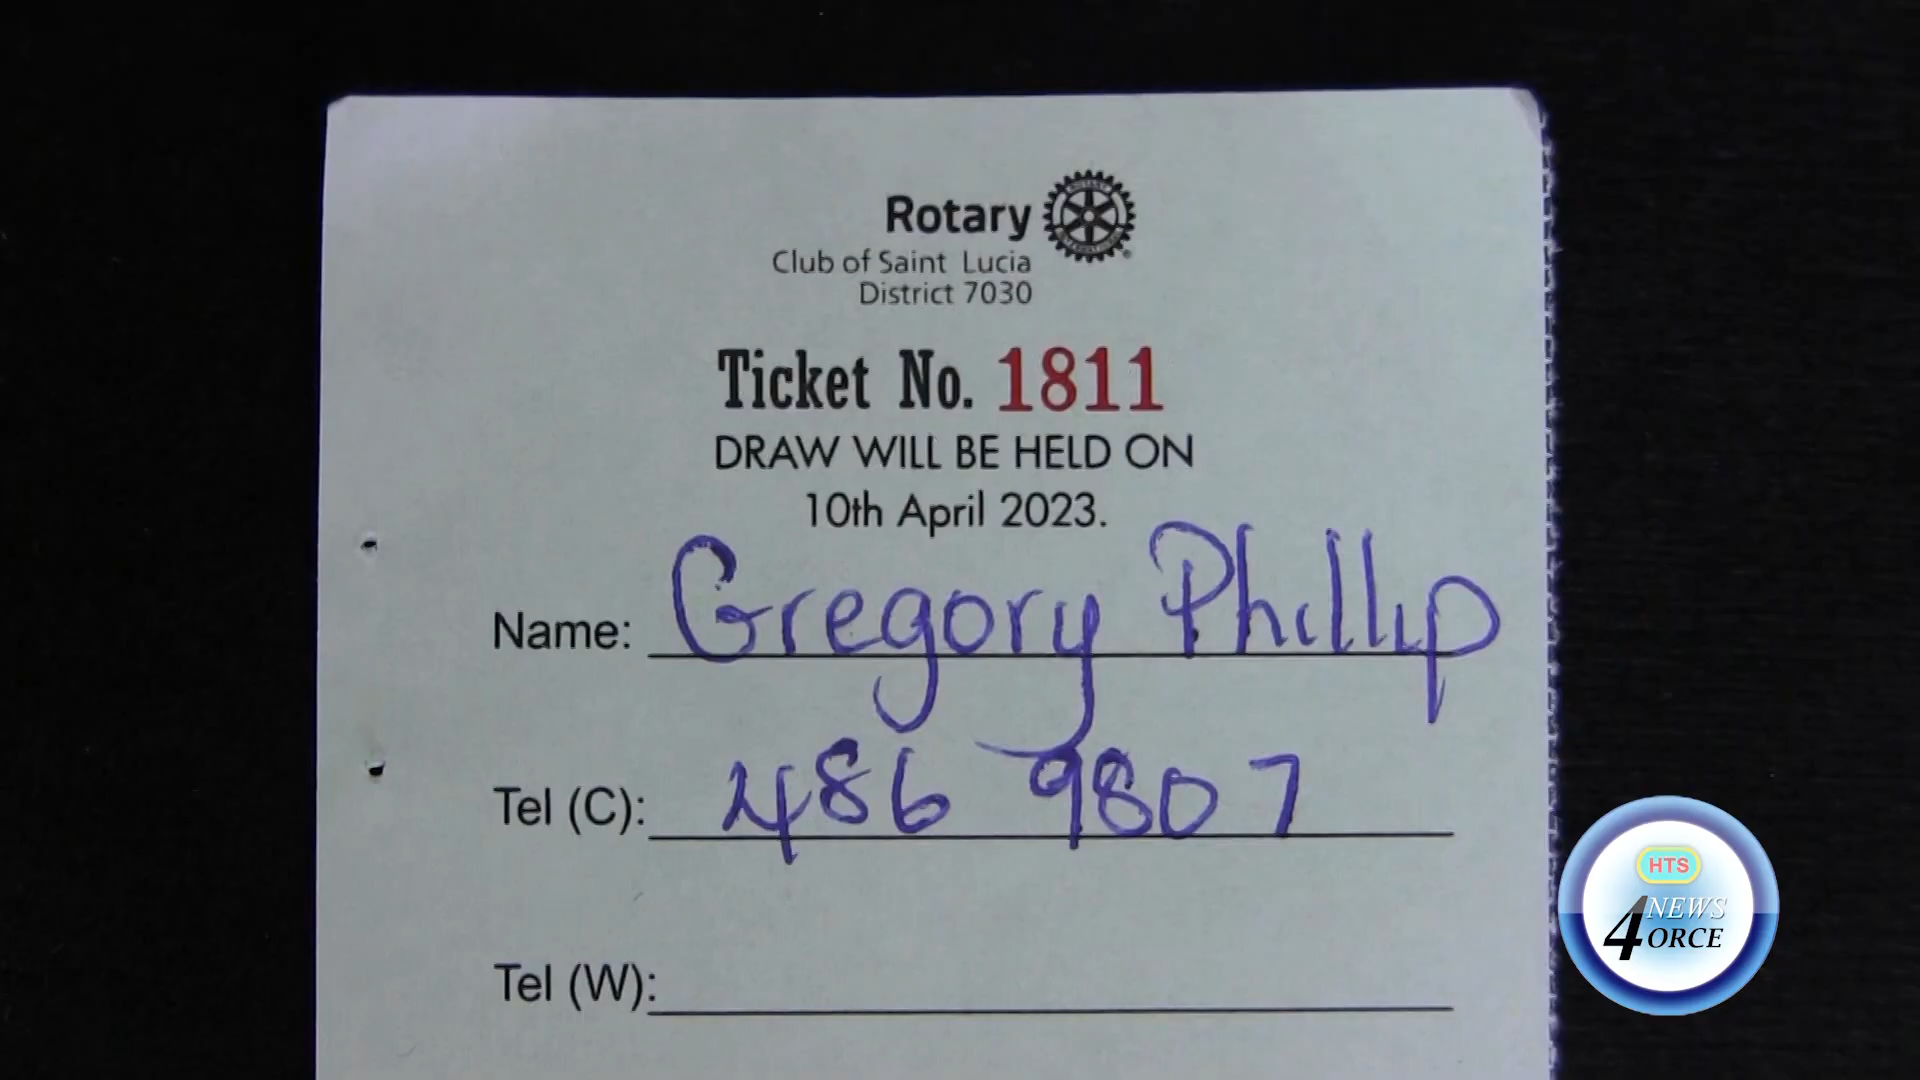 Rotary
Club of Saint Lucia
District 7030
Ticket No. 1811
DRAW WILL BE HELD ON
10th April 2023.
Name: Gregory Phillip
Tel (C): 486 9807
Tel (W):
HTS
NEWS
4ORCE